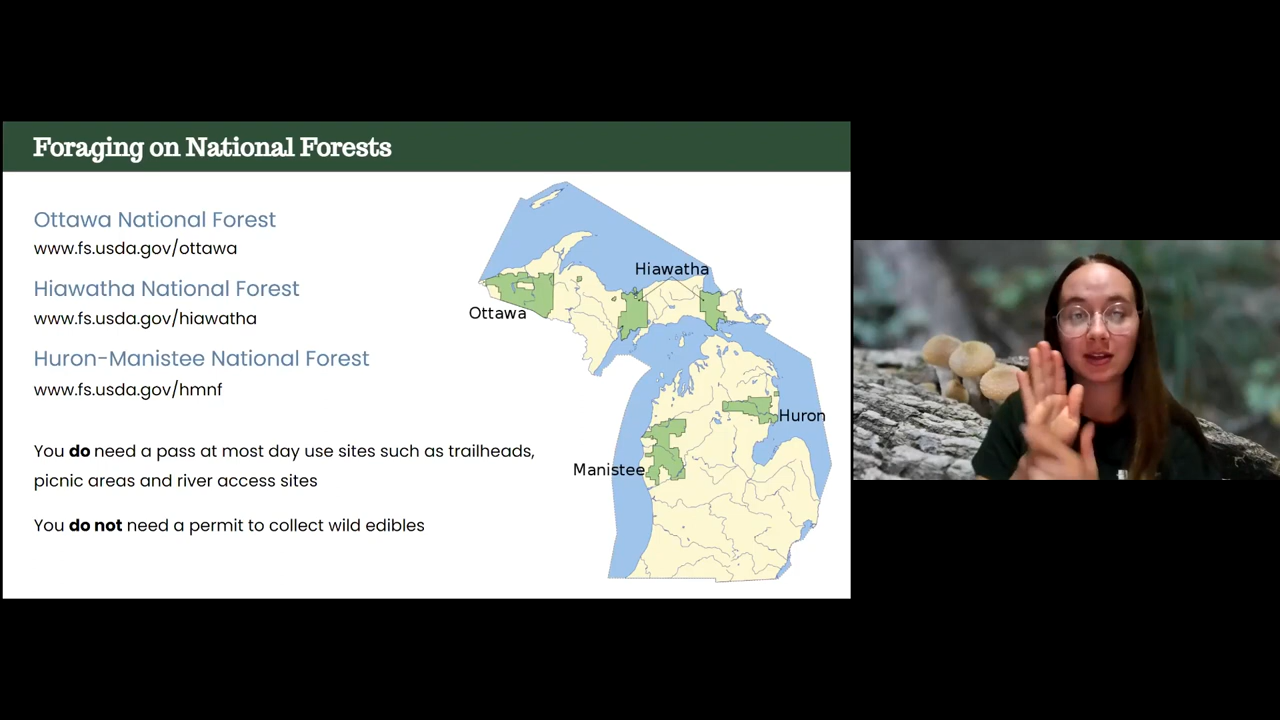 Foraging on National Forests
Ottawa National Forest
www.fs.usda.gov/ottawa
Hiawatha National Forest
www.fs.usda.gov/hiawatha
Huron-Manistee National Forest
www.fs.usda.gov/hmnf
You do need a pass at most day use sites such as trailheads,
picnic areas and river access sites
You do not need a permit to collect wild edibles
Hiawatha
Ottawa
Huron
Manistee